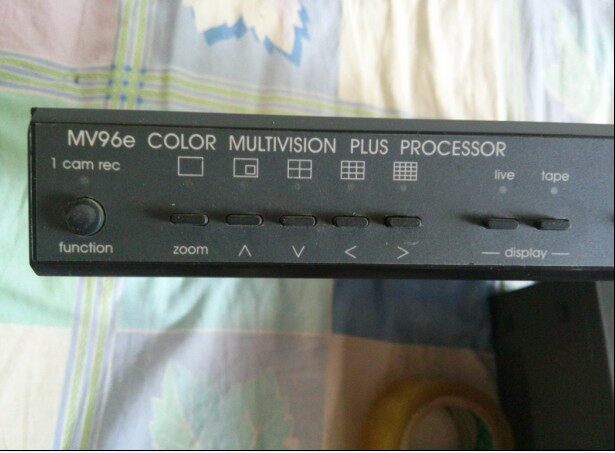 MV96e COLOR MULTIVISION PLUS PROCESSOR
1 cam rec
live tape
function zoom ∧ ∨ < > — display —